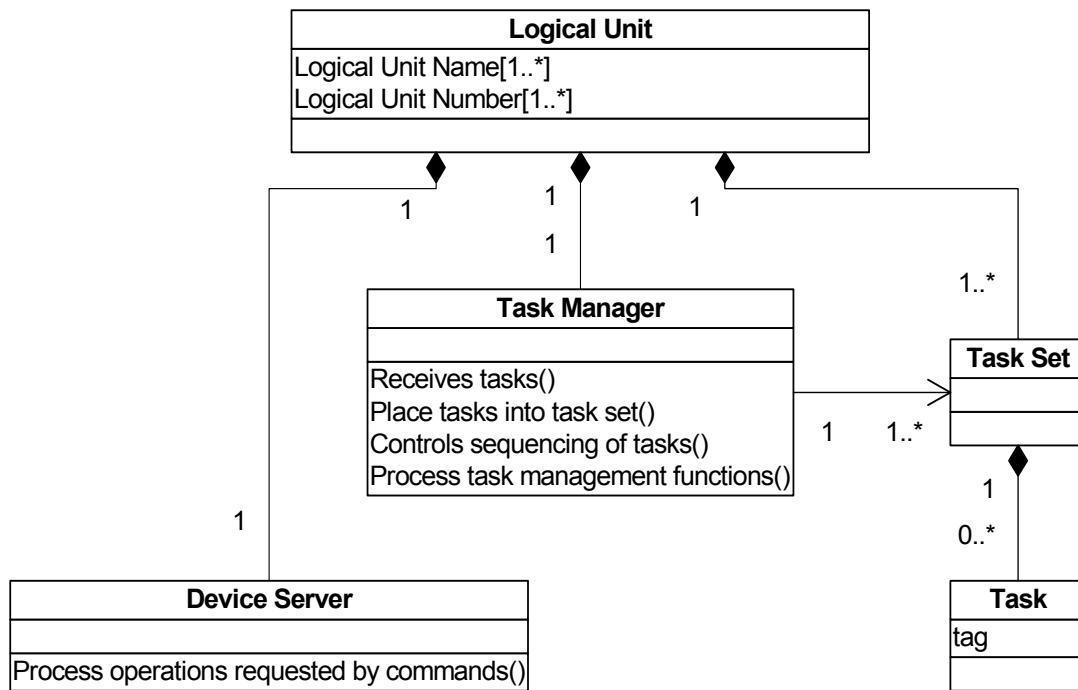 Logical Unit
Logical Unit Name[1..*]
Logical Unit Number[1..*]
1
1
1
1
1..*
Task Manager
Receives tasks()
Place tasks into task set()
Controls sequencing of tasks()
Process task management functions()
Task Set
1
1..*
1
0..*
1
Device Server
Process operations requested by commands()
Task
tag